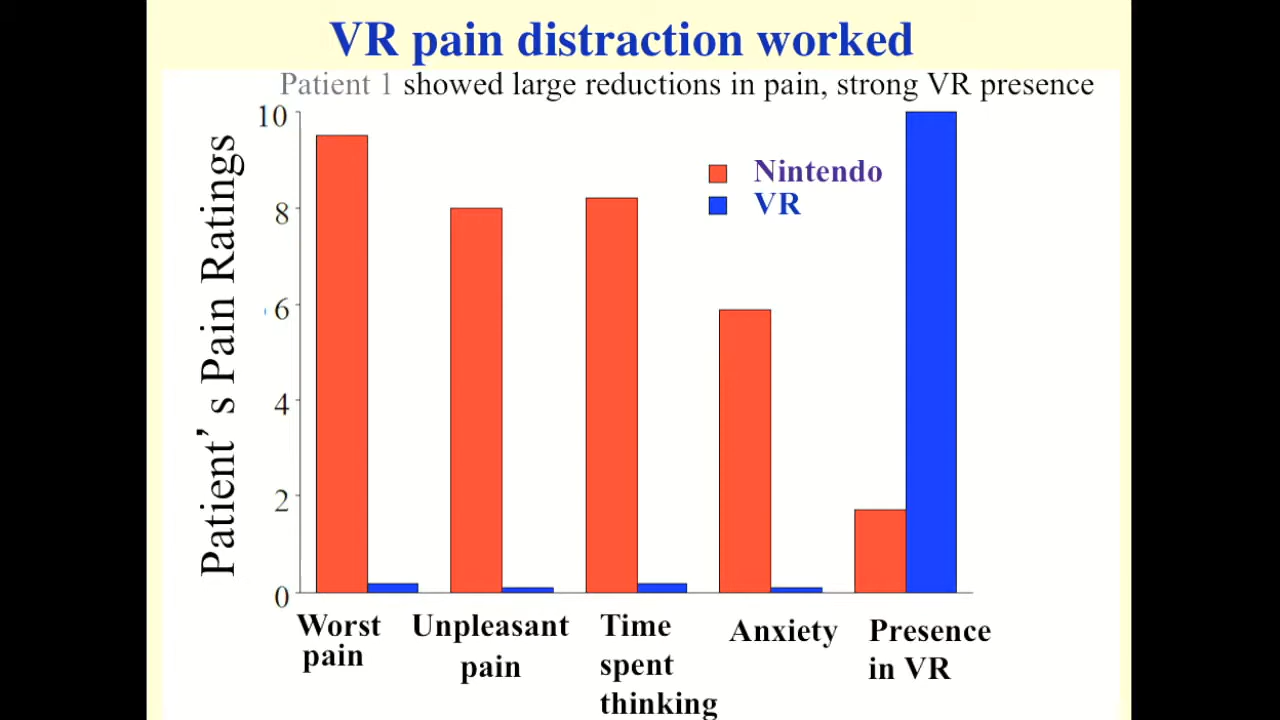 VR pain distraction worked
Patient 1 showed large reductions in pain, strong VR presence
Patient' s Pain Ratings
10
8
6
4
2
0
Nintendo
VR
Worst
pain
Unpleasant
pain
Time
spent
thinking
Anxiety
Presence
in VR